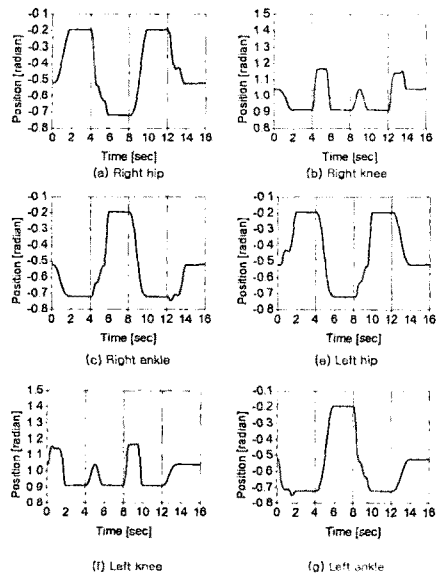 -0.1
-0.2
-0.3
-0.4
-0.5
-0.6
-0.7
-0.8
Position [radian]
0 2 4 6 8 10 12 14 16
Time [sec]
(a) Right hip
1.5
1.4
1.3
1.2
1.1
1.0
0.9
0.8
Position [radian]
0 2 4 6 8 10 12 14 16
Time [sec]
(b) Right knee
-0.1
-0.2
-0.3
-0.4
-0.5
-0.6
-0.7
-0.8
Position [radian]
0 2 4 6 8 10 12 14 16
Time [sec]
(c) Right ankle
-0.1
-0.2
-0.3
-0.4
-0.5
-0.6
-0.7
-0.8
Position [radian]
0 2 4 6 8 10 12 14 16
Time [sec]
(e) Left hip
1.5
1.4
1.3
1.2
1.1
1.0
0.9
0.8
Position [radian]
0 2 4 6 8 10 12 14 16
Time [sec]
(f) Left knee
-0.1
-0.2
-0.3
-0.4
-0.5
-0.6
-0.7
-0.8
Position [radian]
0 2 4 6 8 10 12 14 16
Time [sec]
(g) Left ankle